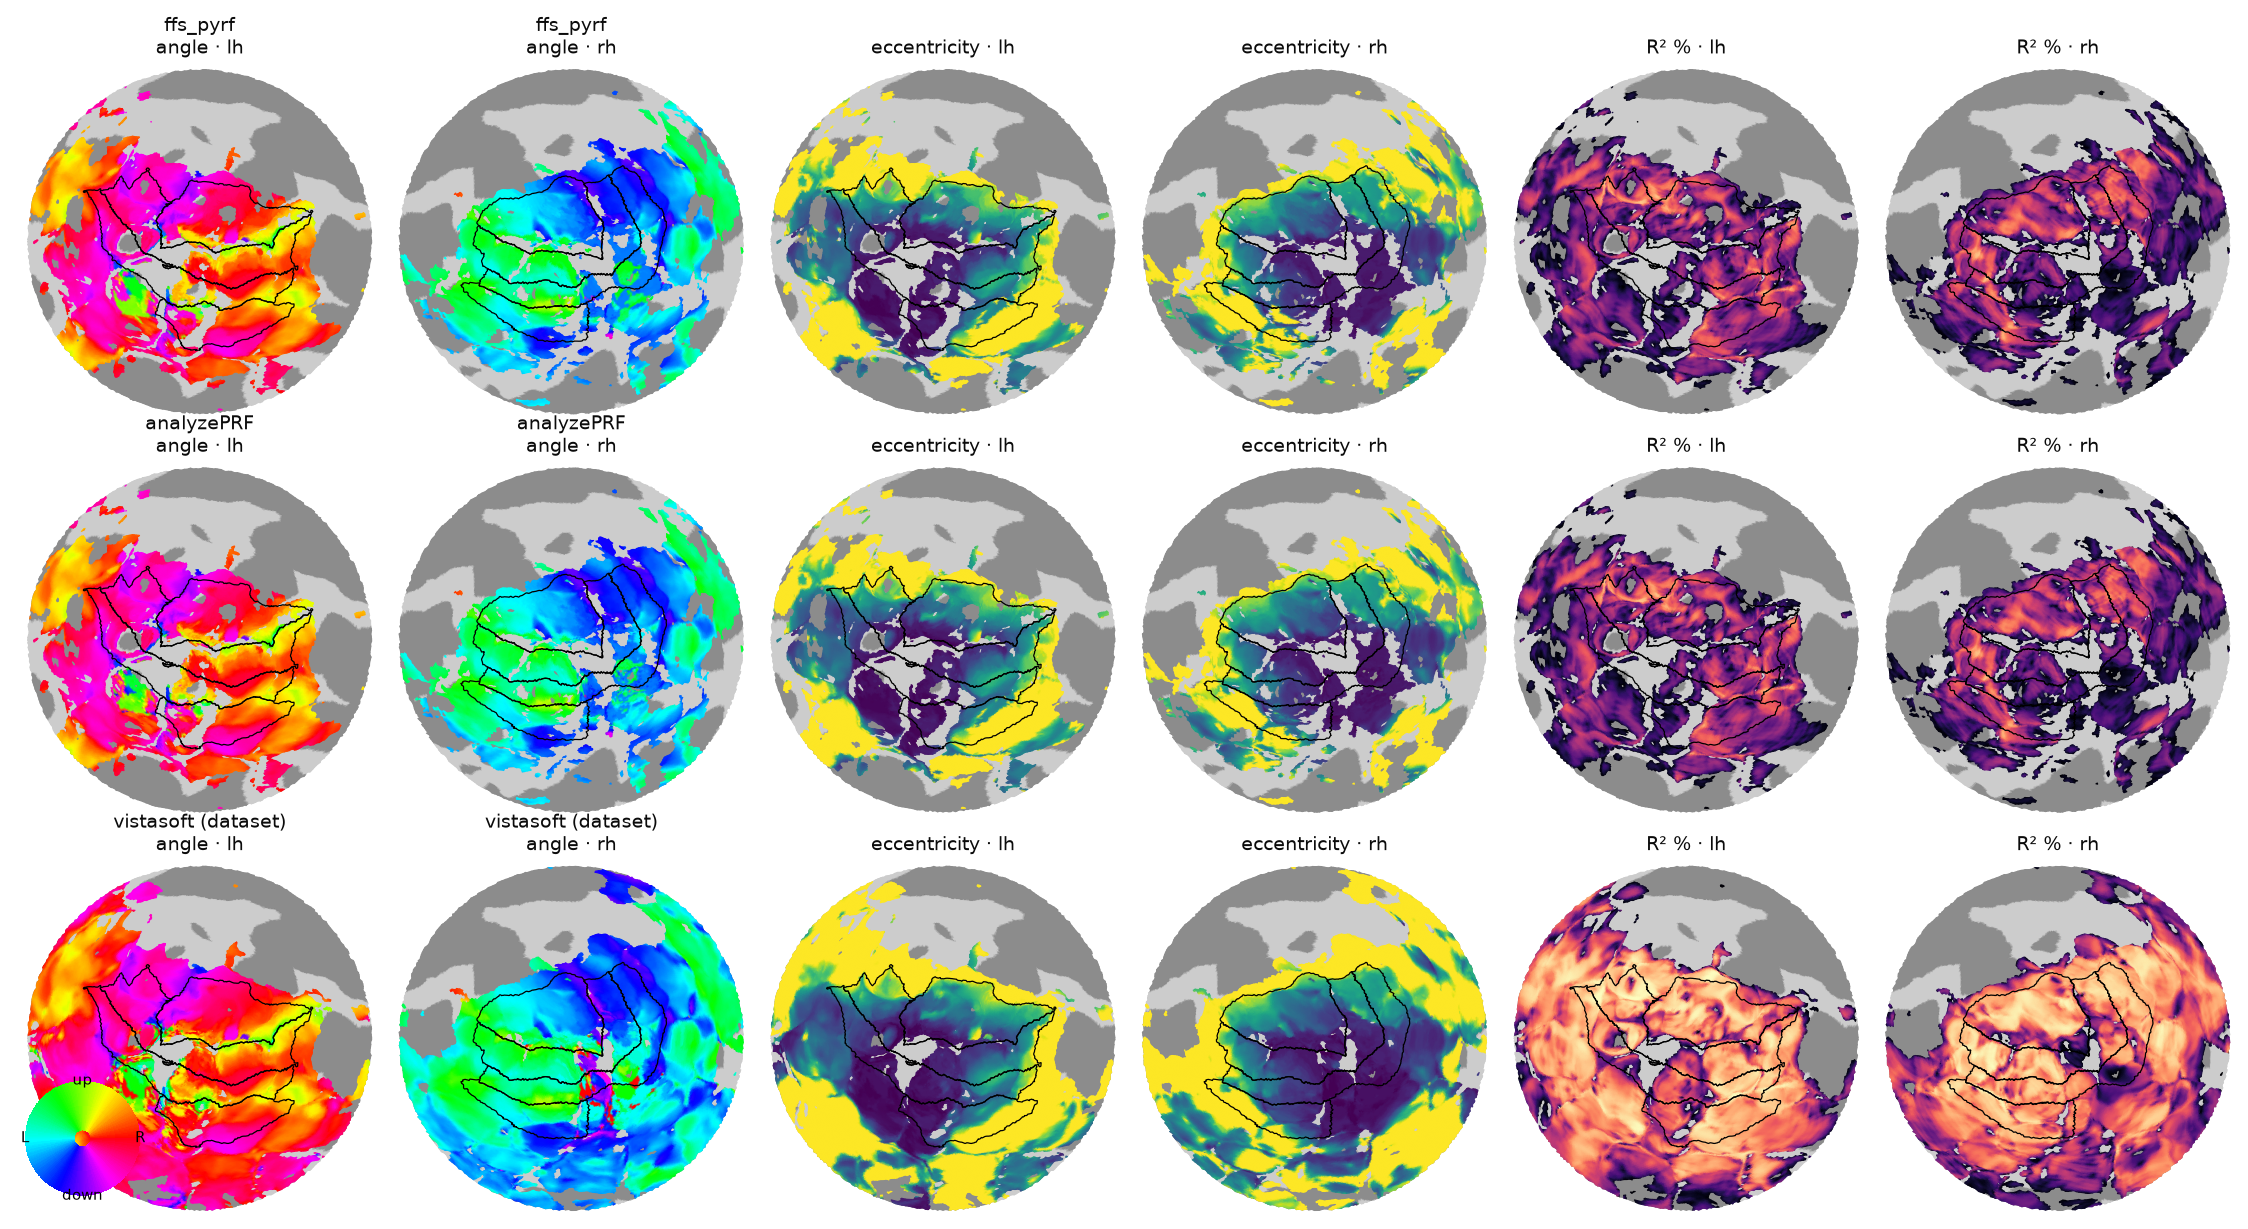 ffs_pyrf
angle · lh
ffs_pyrf
angle · rh
eccentricity · lh
eccentricity · rh
R² % · lh
R² % · rh
analyzePRF
angle · lh
analyzePRF
angle · rh
eccentricity · lh
eccentricity · rh
R² % · lh
R² % · rh
vistasoft (dataset)
angle · lh
vistasoft (dataset)
angle · rh
eccentricity · lh
eccentricity · rh
R² % · lh
R² % · rh
up
L
R
down